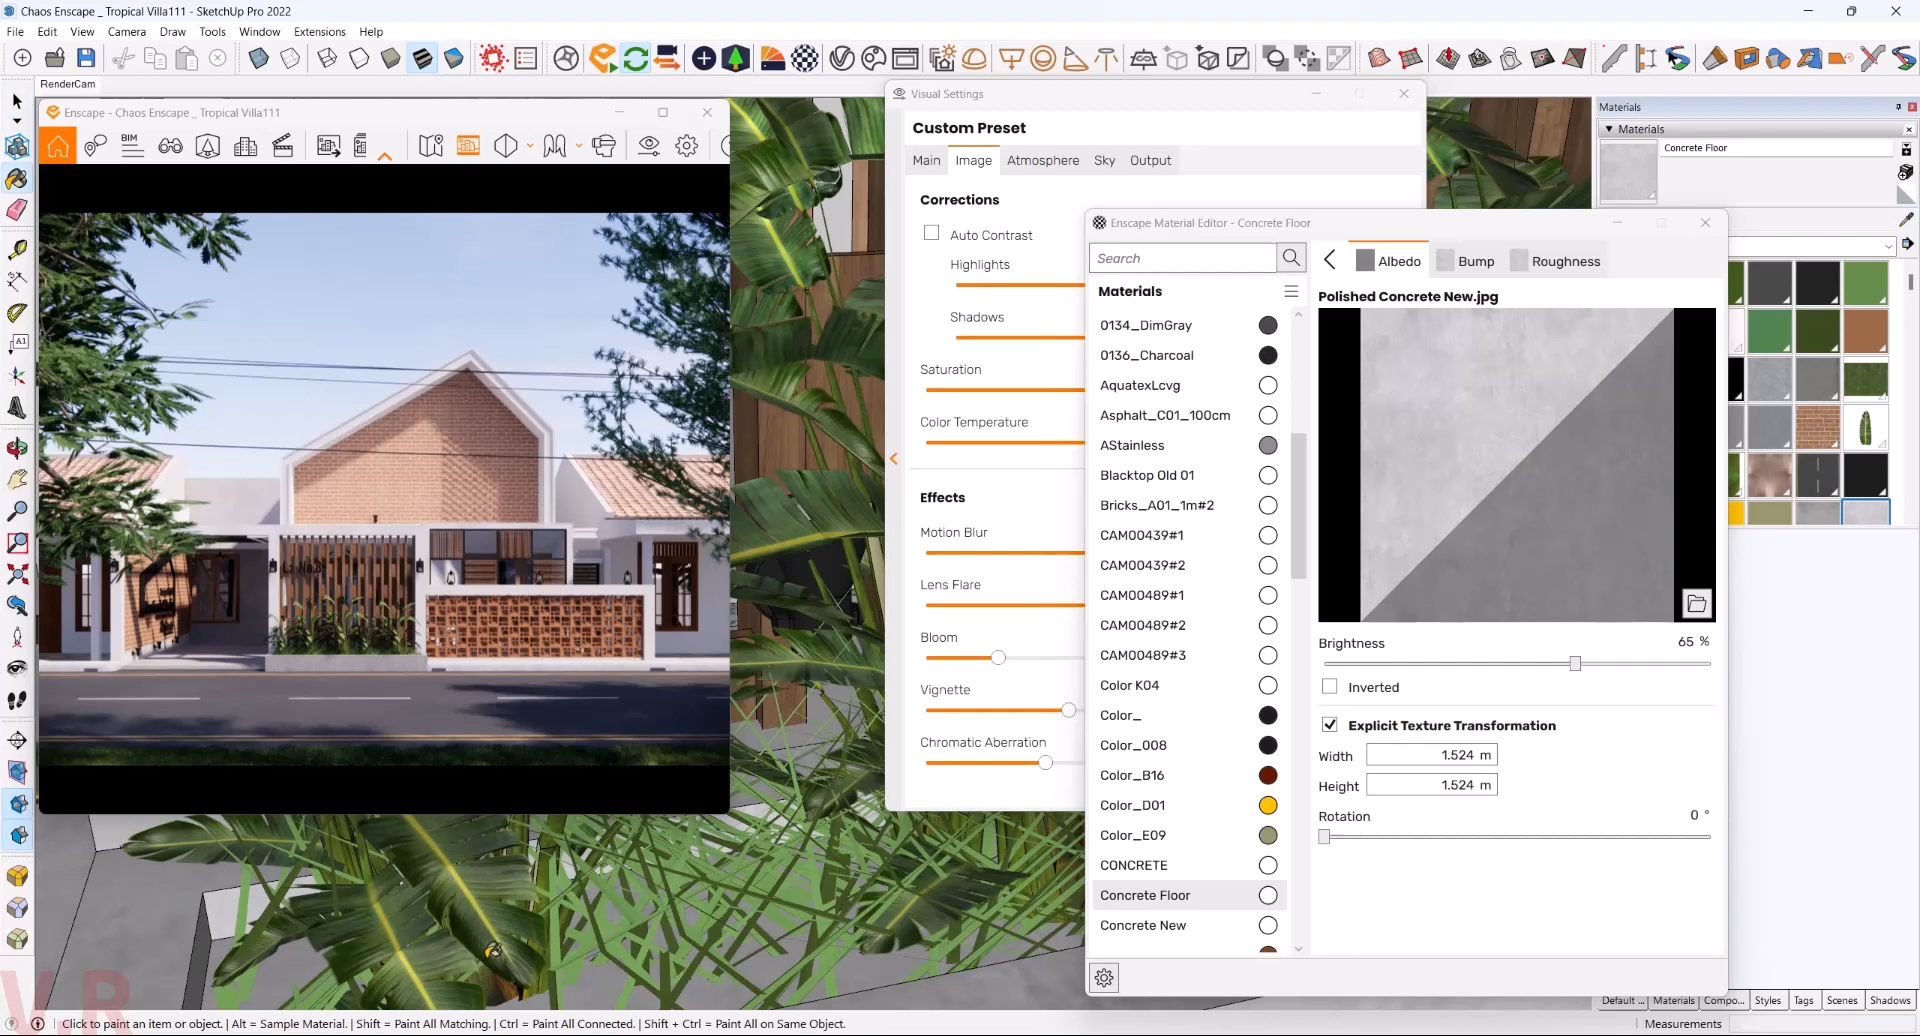 Chaos Enscape _ Tropical Villa111 - SketchUp Pro 2022
File Edit View Camera Draw Tools Window Extensions Help
RenderCam
Enscape - Chaos Enscape _ Tropical Villa111
BIM
A1
Visual Settings
Custom Preset
Main Image Atmosphere Sky Output
Corrections
Auto Contrast
Highlights
Shadows
Saturation
Color Temperature
Effects
Motion Blur
Lens Flare
Bloom
Vignette
Chromatic Aberration
Enscape Material Editor - Concrete Floor
Search
Materials
0134_DimGray
0136_Charcoal
AquatexLcvg
Asphalt_C01_100cm
AStainless
Blacktop Old 01
Bricks_A01_1m#2
CAM00439#1
CAM00439#2
CAM00489#1
CAM00489#2
CAM00489#3
Color K04
Color_
Color_008
Color_B16
Color_D01
Color_E09
CONCRETE
Concrete Floor
Concrete New
Albedo Bump Roughness
Polished Concrete New.jpg
Brightness 65 %
Inverted
Explicit Texture Transformation
Width 1.524 m
Height 1.524 m
Rotation 0 °
Materials
Materials
Concrete Floor
Default ... Materials Compo... Styles Tags Scenes Shadows
V.R
Click to paint an item or object. | Alt = Sample Material. | Shift = Paint All Matching. | Ctrl = Paint All Connected. | Shift + Ctrl = Paint All on Same Object.
Measurements